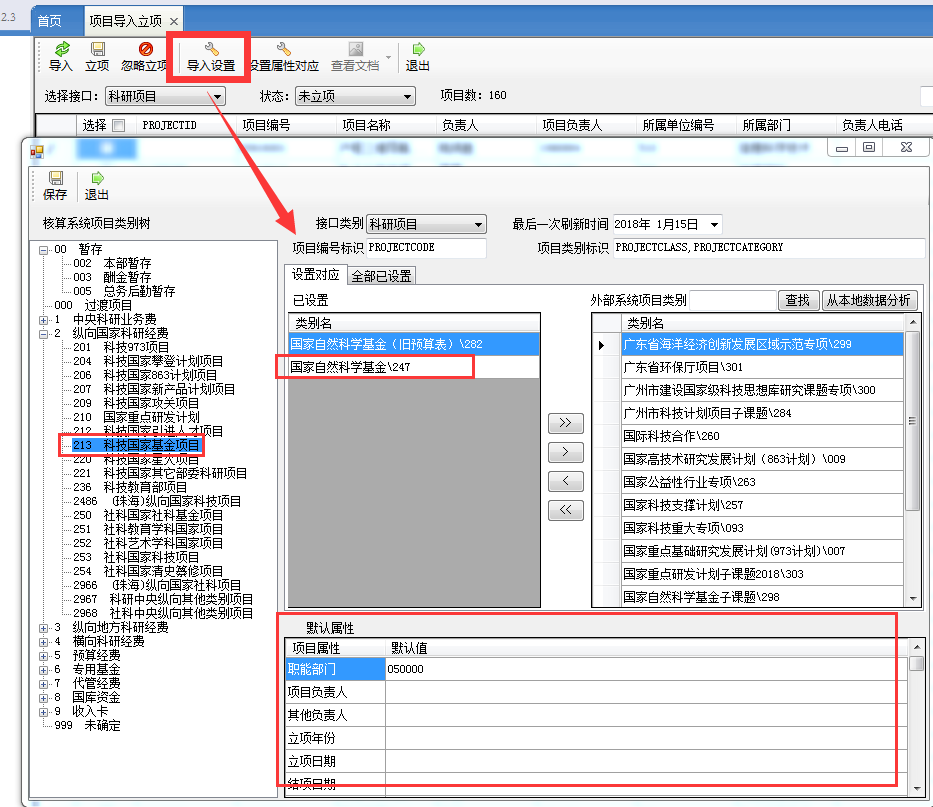 2.3
首页
项目导入立项
导入
立项
忽略立项
导入设置
设置属性对应
查看文档
退出
选择接口：
科研项目
状态：
未立项
项目数：
160
选择
PROJECTID
项目编号
项目名称
负责人
项目负责人
所属单位编号
所属部门
负责人电话
保存
退出
核算系统项目类别树
00 暂存
002 本部暂存
003 酬金暂存
005 总务后勤暂存
000 过渡项目
1 中央科研业务费
2 纵向国家科研经费
201 科技973项目
204 科技国家攀登计划项目
206 科技国家863计划项目
207 科技国家新产品计划项目
209 科技国家攻关项目
210 国家重点研发计划
212 科技国家引进人才项目
213 科技国家基金项目
220 科技国家星火项目
221 科技国家其它部委科研项目
236 科技教育部项目
2486 (珠海)纵向国家科技项目
250 社科国家社科基金项目
251 社科教育学科国家项目
252 社科艺术学科国家项目
253 社科国家科技项目
254 社科国家清史纂修项目
2966 (珠海)纵向国家社科项目
2967 科研中央纵向其他类别项目
2968 社科中央纵向其他类别项目
3 纵向地方科研经费
4 横向科研经费
5 预算经费
6 专用基金
7 代管经费
8 国库资金
9 收入卡
999 未确定
接口类别
科研项目
最后一次刷新时间
2018年 1月15日
项目编号标识
PROJECTCODE
项目类别标识
PROJECTCLASS,PROJECTCATEGORY
设置对应
全部已设置
已设置
类别名
国家自然科学基金（旧预算表）\282
国家自然科学基金\247
>>
>
<
<<
外部系统项目类别
查找
从本地数据分析
类别名
广东省海洋经济创新发展区域示范专项\299
广东省环保厅项目\301
广州市建设国家级科技思想库研究课题专项\300
广州市科技计划项目子课题\284
国际科技合作\260
国家高技术研究发展计划（863计划）\009
国家公益性行业专项\263
国家科技支撑计划\257
国家科技重大专项\093
国家重点基础研究发展计划(973计划)\007
国家重点研发计划子课题2018\303
国家自然科学基金子课题\298
默认属性
项目属性
默认值
职能部门
050000
项目负责人
其他负责人
立项年份
立项日期
结项日期